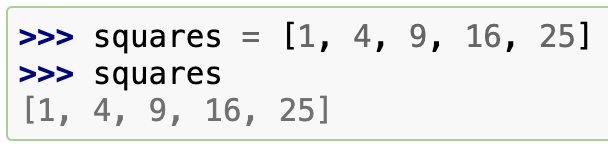 >>> squares = [1, 4, 9, 16, 25]
>>> squares
[1, 4, 9, 16, 25]